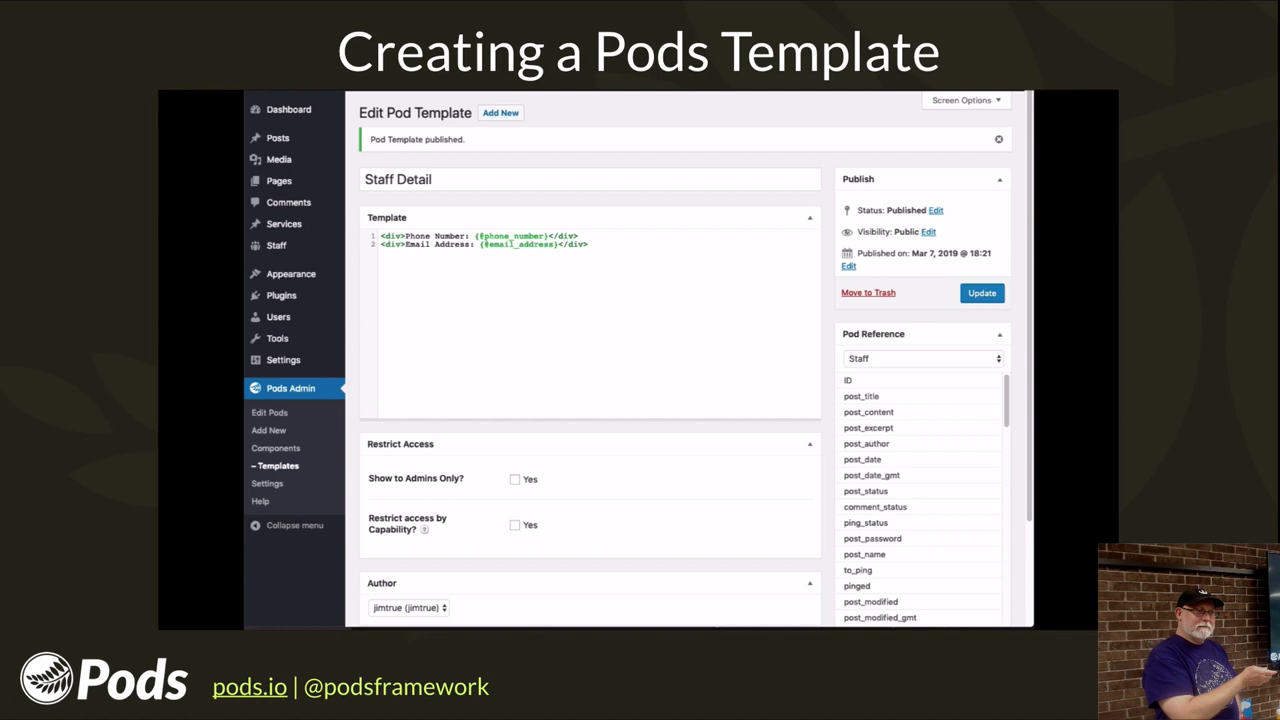 Creating a Pods Template
Dashboard
Posts
Media
Pages
Comments
Services
Staff
Appearance
Plugins
Users
Tools
Settings
Pods Admin
Edit Pods
Add New
Components
– Templates
Settings
Help
Collapse menu
Screen Options
Edit Pod Template Add New
Pod Template published.
Staff Detail
Template
1 <div>Phone Number: {@phone_number}</div>
2 <div>Email Address: {@email_address}</div>
Restrict Access
Show to Admins Only? Yes
Restrict access by
Capability? ? Yes
Author
jimtrue (jimtrue)
Publish
Status: Published Edit
Visibility: Public Edit
Published on: Mar 7, 2019 @ 18:21
Edit
Move to Trash Update
Pod Reference
Staff
ID
post_title
post_content
post_excerpt
post_author
post_date
post_date_gmt
post_status
comment_status
ping_status
post_password
post_name
to_ping
pinged
post_modified
post_modified_gmt
Pods pods.io | @podsframework